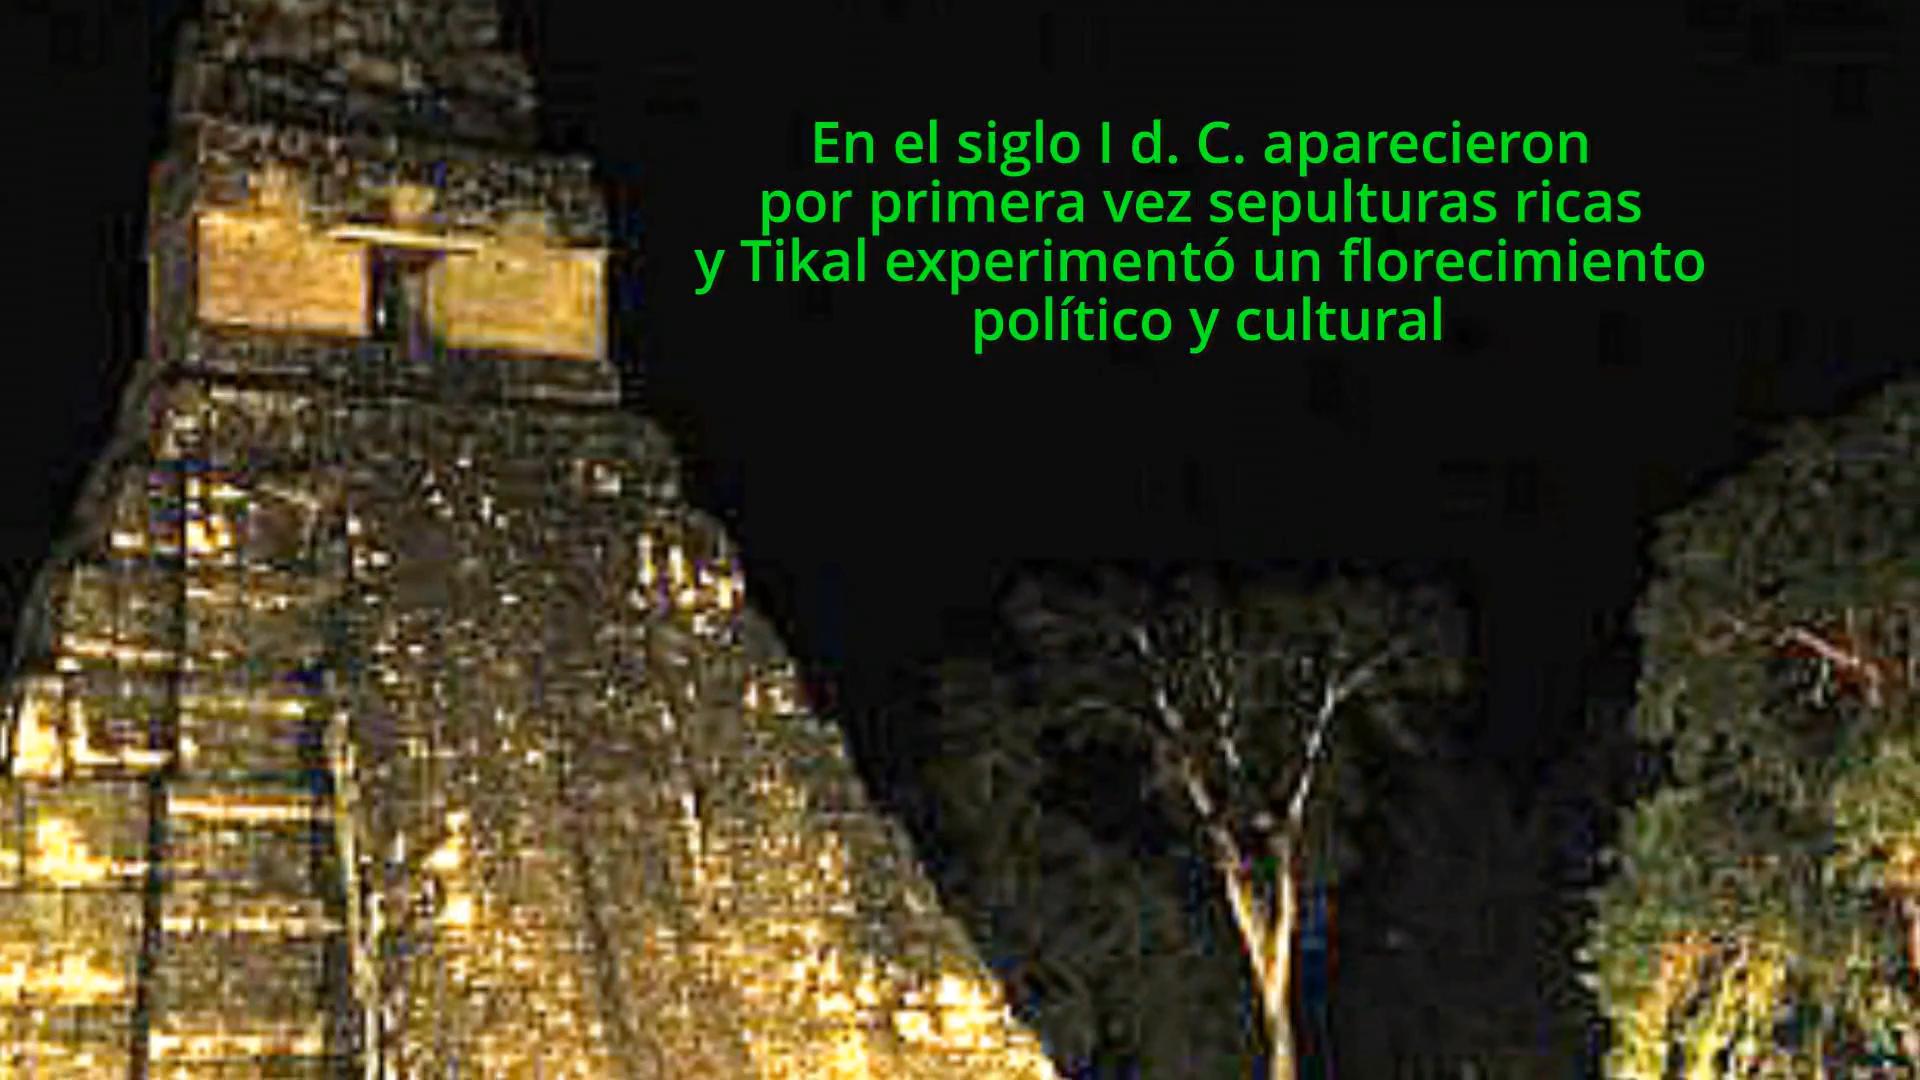 En el siglo I d. C. aparecieron
por primera vez sepulturas ricas
y Tikal experimentó un florecimiento
político y cultural